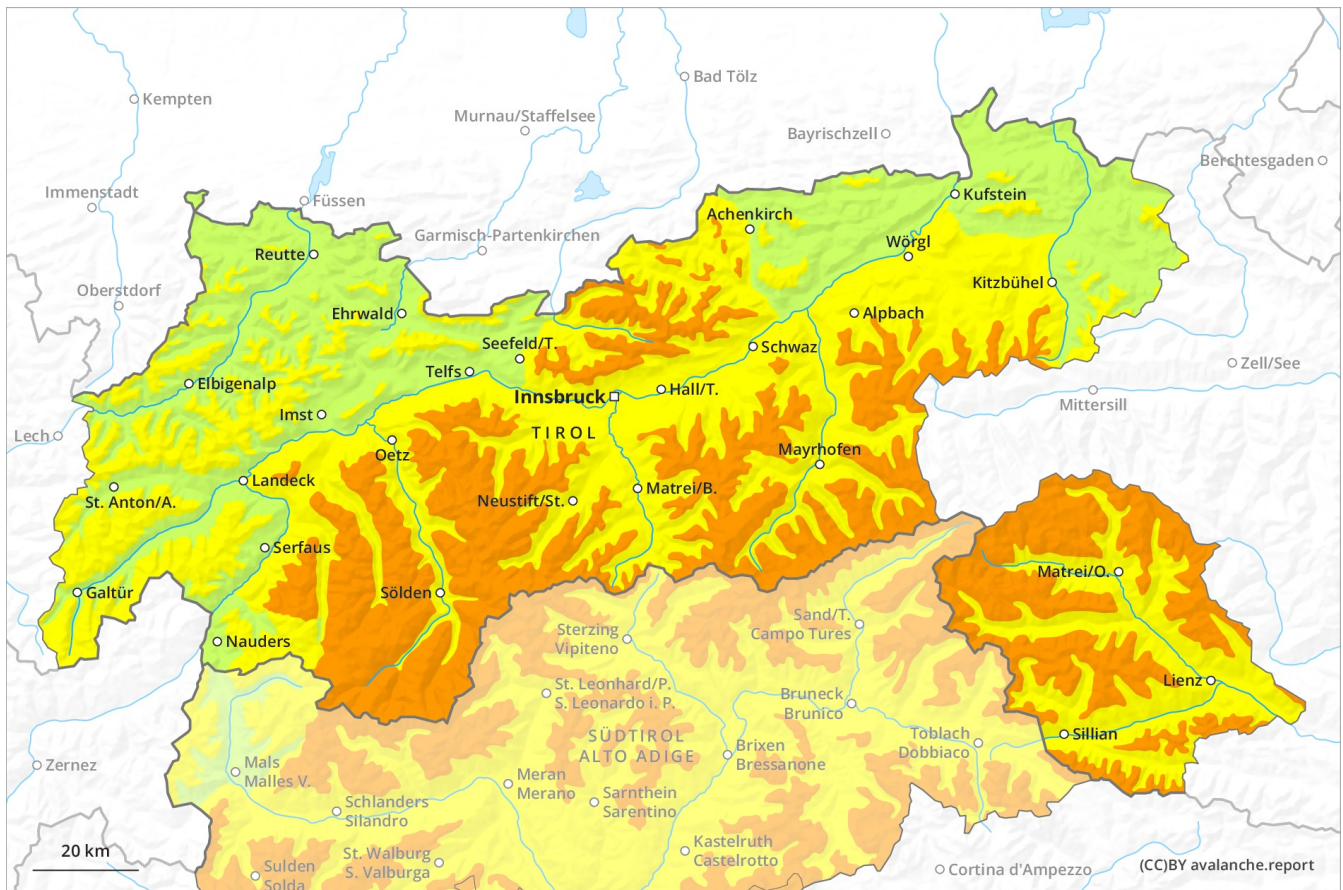 Bad Tölz
Kempten
Murnau/Staffelsee
Bayrischzell
Berchtesgaden
Immenstadt
Füssen
Kufstein
Achenkirch
Garmisch-Partenkirchen
Reutte
Wörgl
Kitzbühel
Oberstdorf
Ehrwald
Alpbach
Seefeld/T.
Schwaz
Zell/See
Telfs
Elbigenalp
Hall/T.
Innsbruck
Mittersill
Imst
TIROL
Lech
Oetz
Mayrhofen
Landeck
Matrei/B.
St. Anton/A.
Neustift/St.
Serfaus
Matrei/O.
Galtür
Sölden
Sand/T.
Campo Tures
Sterzing
Vipiteno
Nauders
Lienz
St. Leonhard/P.
S. Leonardo i. P.
Bruneck
Brunico
Sillian
SÜDTIROL
ALTO ADIGE
Toblach
Dobbiaco
Brixen
Bressanone
Zernez
Mals
Malles V.
Meran
Merano
Sarnthein
Sarentino
Schlanders
Silandro
Kastelruth
Castelrotto
20 km
St. Walburg
S. Valburga
Sulden
Solda
Cortina d'Ampezzo
(CC)BY avalanche.report